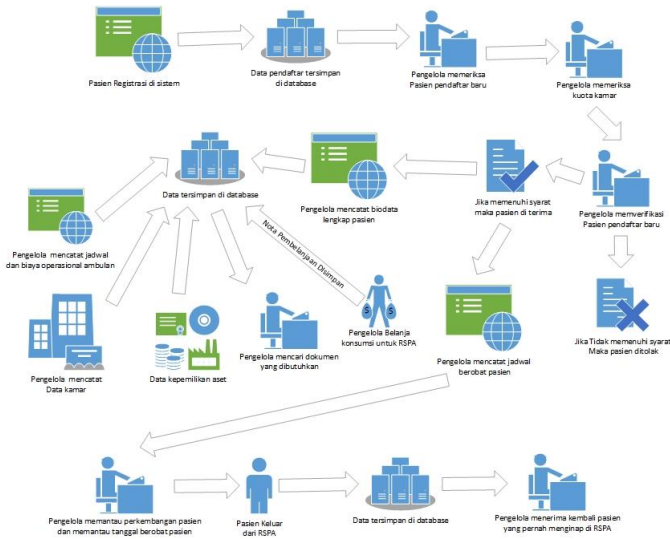 Pasien Registrasi di sistem
Data pendaftar tersimpan
di database
Pengelola memeriksa
Pasien pendaftar baru
Pengelola memeriksa
kuota kamar
Data tersimpan di database
Pengelola mencatat biodata
lengkap pasien
Jika memenuhi syarat
maka pasien di terima
Pengelola memverifikasi
Pasien pendaftar baru
Pengelola mencatat jadwal
dan biaya operasional ambulan
Nota Pembelanjaan Disimpan
Pengelola mencatat
Data kamar
Data kepemilikan aset
Pengelola mencari dokumen
yang dibutuhkan
$ $
Pengelola Belanja
konsumsi untuk RSPA
Pengelola mencatat jadwal
berobat pasien
Jika Tidak memenuhi syarat
Maka pasien ditolak
Pengelola memantau perkembangan pasien
dan memantau tanggal berobat pasien
Pasien Keluar
dari RSPA
Data tersimpan di database
Pengelola menerima kembali pasien
yang pernah menginap di RSPA